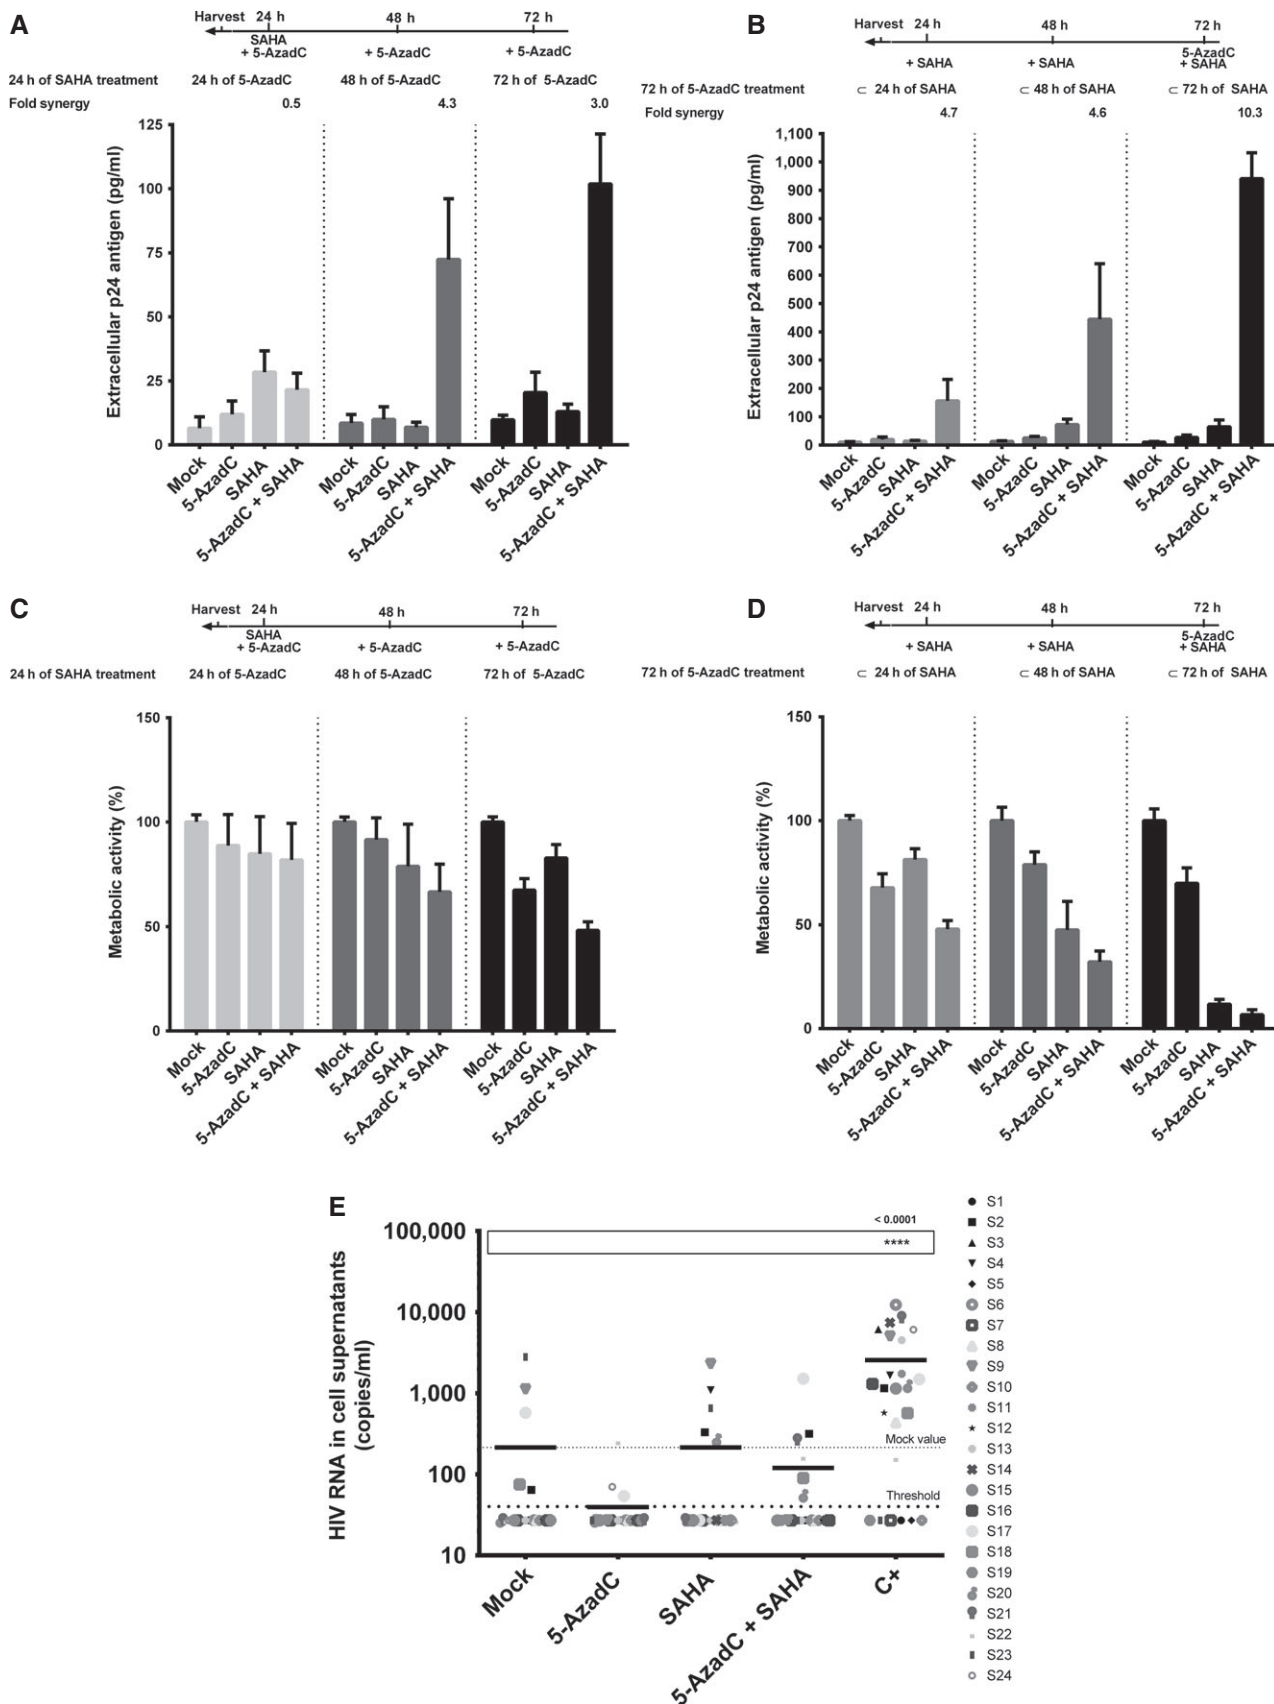 A
Harvest 24 h 48 h 72 h
SAHA
+ 5-AzadC + 5-AzadC + 5-AzadC
24 h of SAHA treatment 24 h of 5-AzadC 48 h of 5-AzadC 72 h of 5-AzadC
Fold synergy 0.5 4.3 3.0
Extracellular p24 antigen (pg/ml)
125
100
75
50
25
0
Mock 5-AzadC SAHA 5-AzadC + SAHA Mock 5-AzadC SAHA 5-AzadC + SAHA Mock 5-AzadC SAHA 5-AzadC + SAHA
B
Harvest 24 h 48 h 72 h
5-AzadC
+ SAHA + SAHA + SAHA
72 h of 5-AzadC treatment ⊂ 24 h of SAHA ⊂ 48 h of SAHA ⊂ 72 h of SAHA
Fold synergy 4.7 4.6 10.3
Extracellular p24 antigen (pg/ml)
1,100
1,000
900
800
700
600
500
400
300
200
100
0
Mock 5-AzadC SAHA 5-AzadC + SAHA Mock 5-AzadC SAHA 5-AzadC + SAHA Mock 5-AzadC SAHA 5-AzadC + SAHA
C
Harvest 24 h 48 h 72 h
SAHA
+ 5-AzadC + 5-AzadC + 5-AzadC
24 h of SAHA treatment 24 h of 5-AzadC 48 h of 5-AzadC 72 h of 5-AzadC
Metabolic activity (%)
150
100
50
0
Mock 5-AzadC SAHA 5-AzadC + SAHA Mock 5-AzadC SAHA 5-AzadC + SAHA Mock 5-AzadC SAHA 5-AzadC + SAHA
D
Harvest 24 h 48 h 72 h
5-AzadC
+ SAHA + SAHA + SAHA
72 h of 5-AzadC treatment ⊂ 24 h of SAHA ⊂ 48 h of SAHA ⊂ 72 h of SAHA
Metabolic activity (%)
150
100
50
0
Mock 5-AzadC SAHA 5-AzadC + SAHA Mock 5-AzadC SAHA 5-AzadC + SAHA Mock 5-AzadC SAHA 5-AzadC + SAHA
E
HIV RNA in cell supernatants
(copies/ml)
100,000
10,000
1,000
100
10
< 0.0001
****
Mock value
Threshold
Mock 5-AzadC SAHA 5-AzadC + SAHA C+
S1
S2
S3
S4
S5
S6
S7
S8
S9
S10
S11
S12
S13
S14
S15
S16
S17
S18
S19
S20
S21
S22
S23
S24